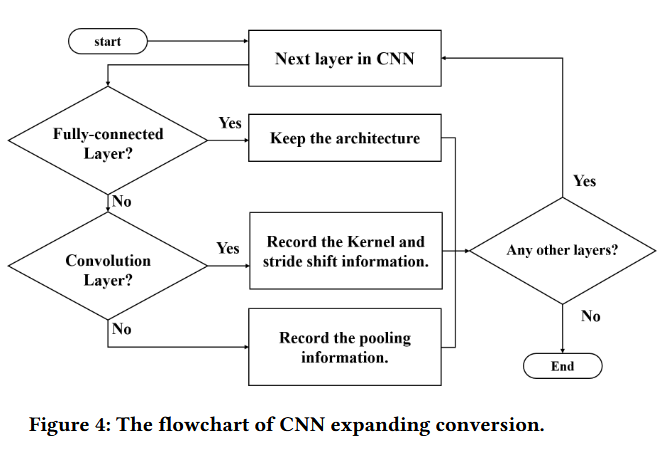 start
Next layer in CNN
Fully-connected
Layer?
Yes
Keep the architecture
No
Convolution
Layer?
Yes
Record the Kernel and
stride shift information.
No
Record the pooling
information.
Any other layers?
Yes
No
End
Figure 4: The flowchart of CNN expanding conversion.